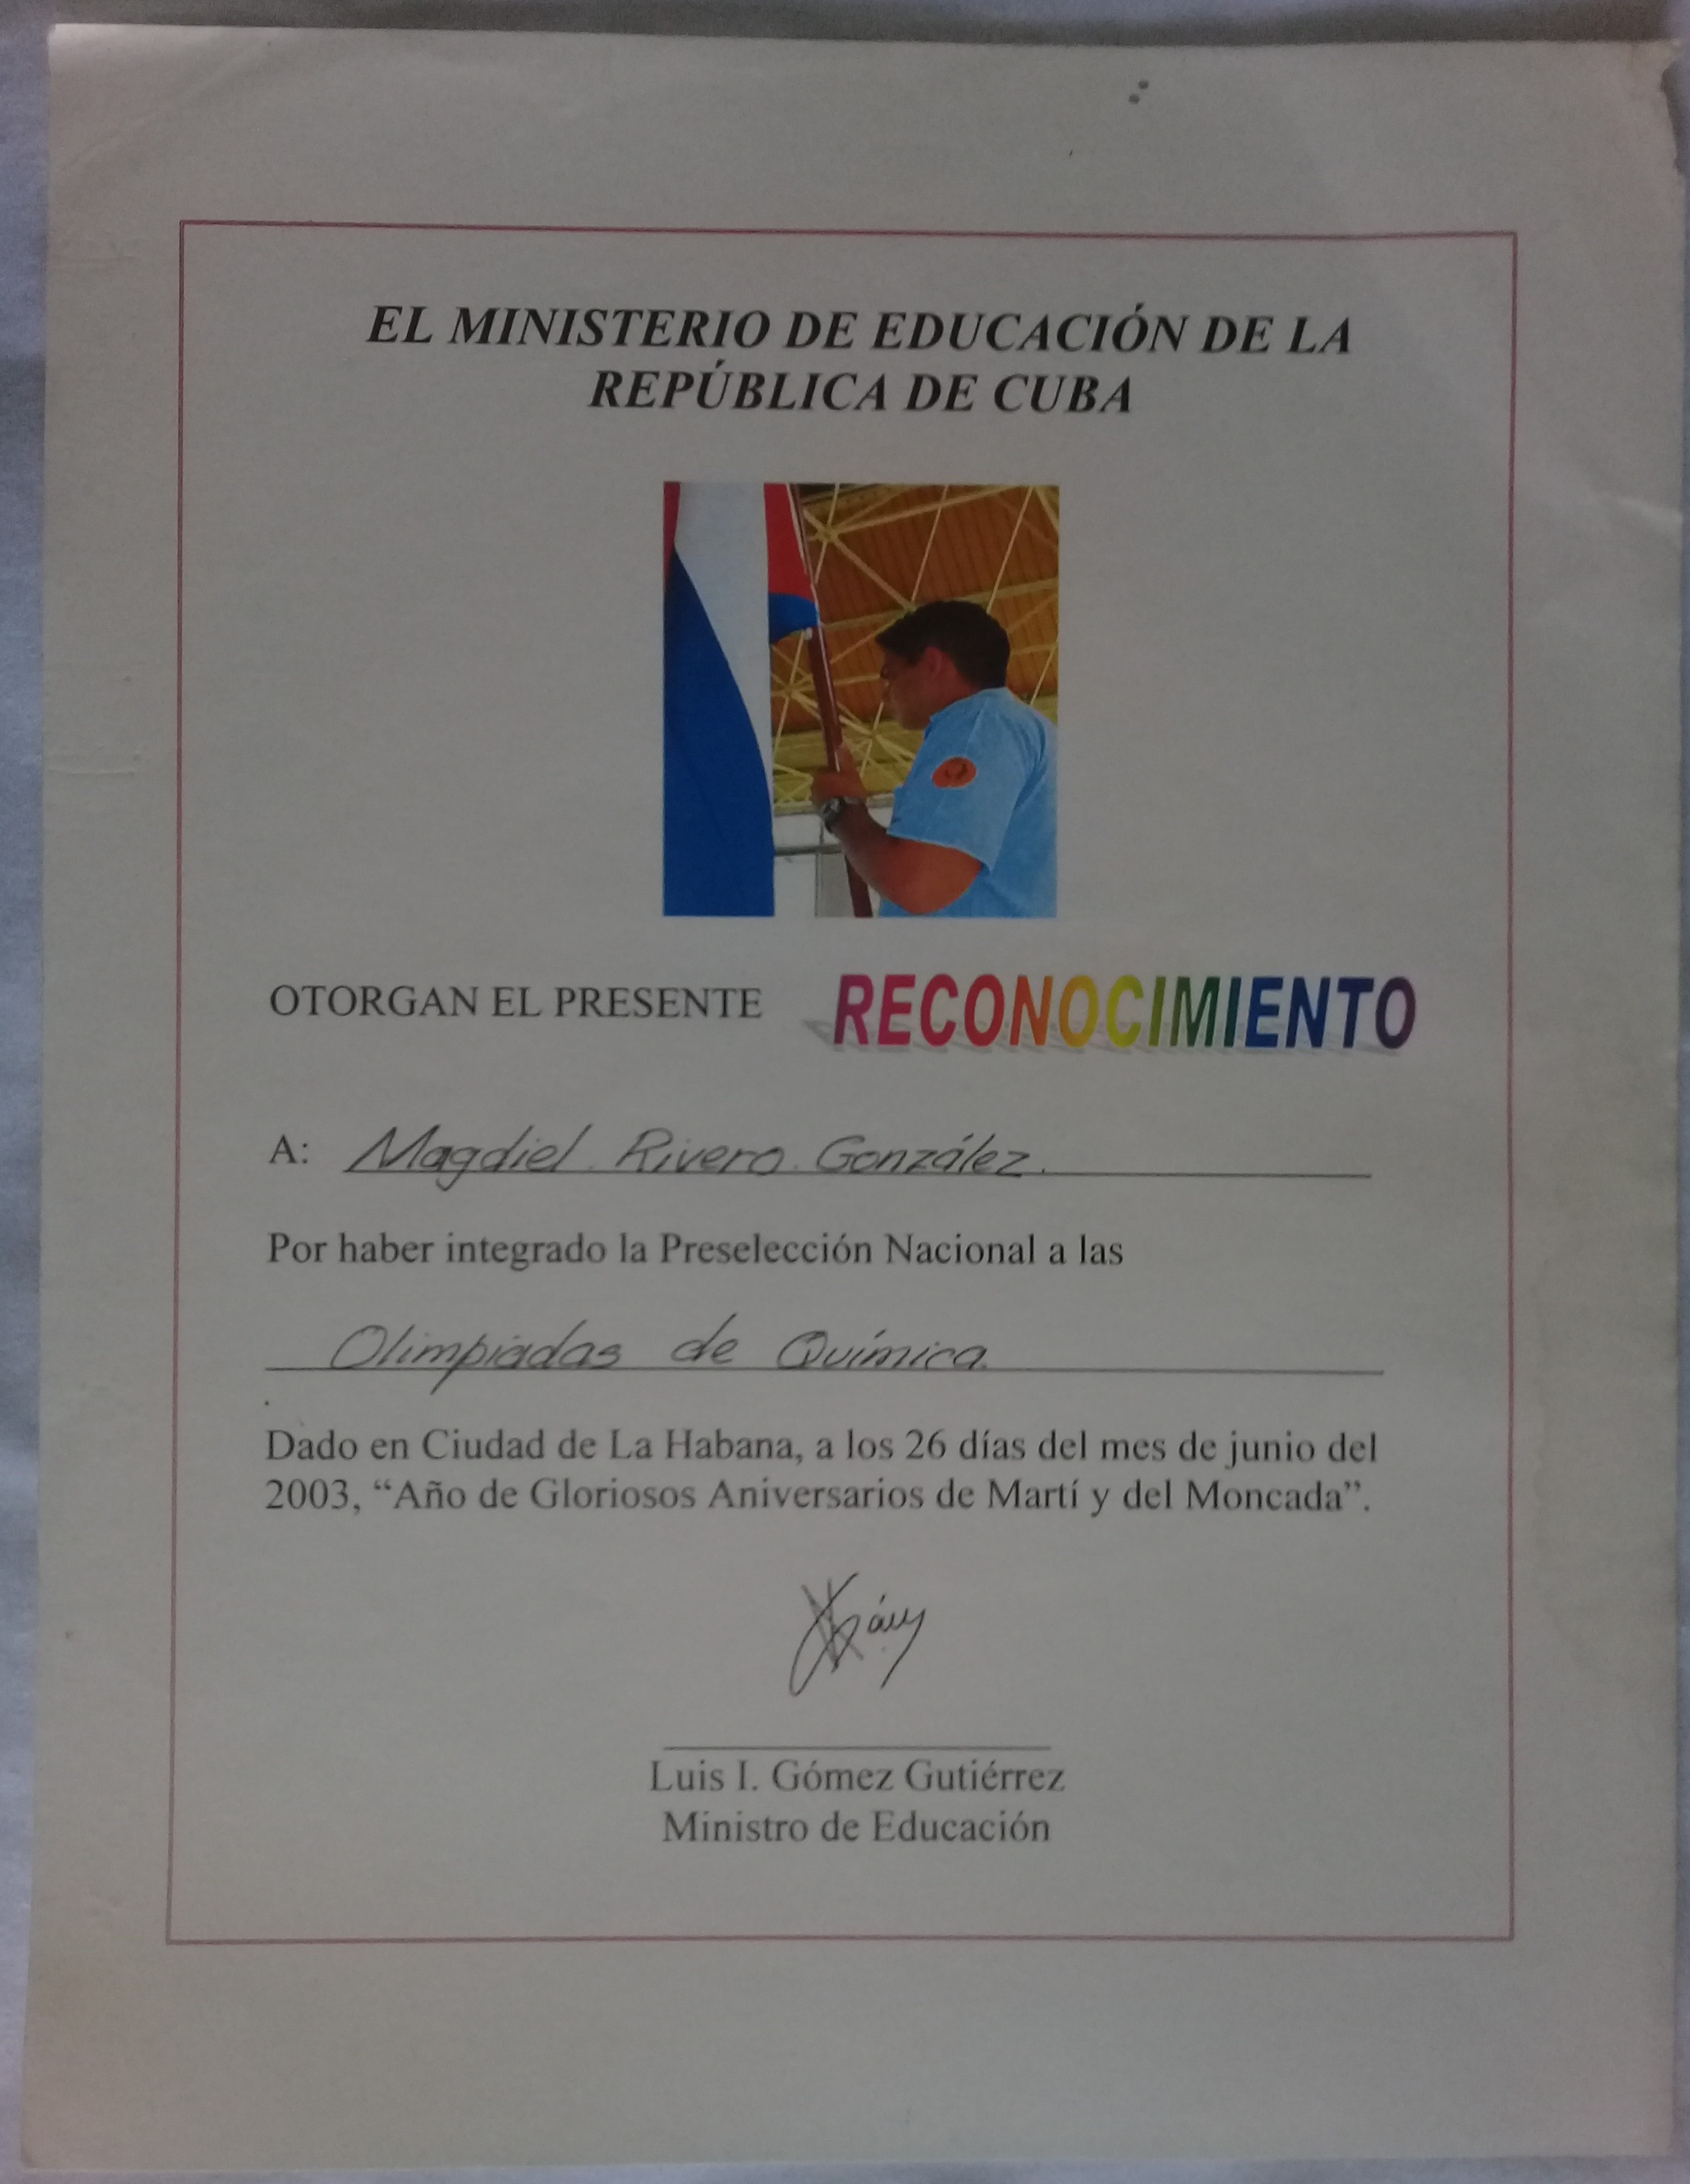 EL MINISTERIO DE EDUCACIÓN DE LA
REPÚBLICA DE CUBA
OTORGAN EL PRESENTE RECONOCIMIENTO
A: Magdiel Rivero González.
Por haber integrado la Preselección Nacional a las
Olimpiadas de Química.
Dado en Ciudad de La Habana, a los 26 días del mes de junio del
2003, “Año de Gloriosos Aniversarios de Martí y del Moncada”.
Luis I. Gómez Gutiérrez
Ministro de Educación